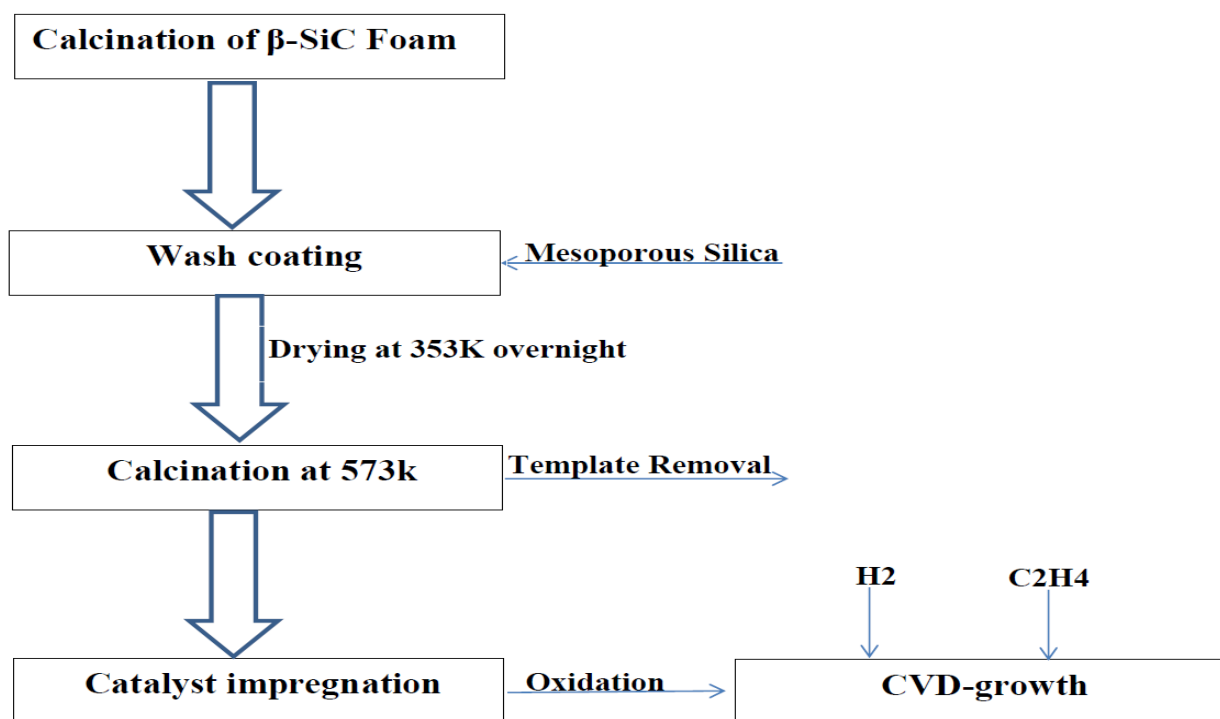 Calcination of β-SiC Foam
Wash coating
Mesoporous Silica
Drying at 353K overnight
Calcination at 573k
Template Removal
H2
C2H4
Catalyst impregnation
Oxidation
CVD-growth